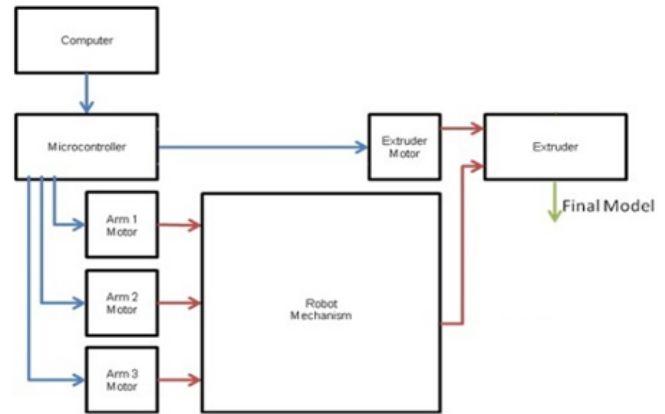 Computer
Microcontroller
Extruder
Motor
Extruder
Final Model
Arm 1
Motor
Arm 2
Motor
Robot
Mechanism
Arm 3
Motor